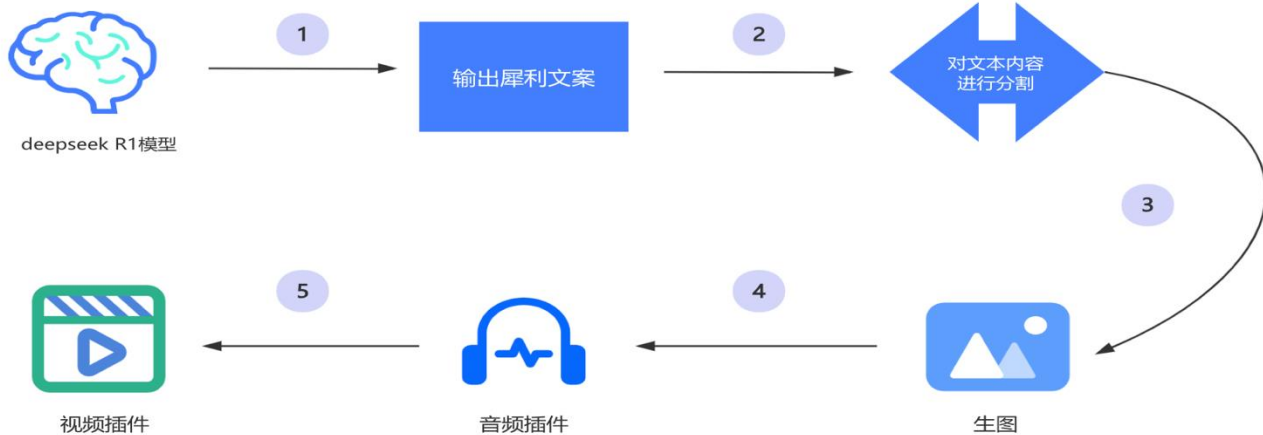 1
2
输出犀利文案
对文本内容
进行分割
deepseek R1模型
3
5
4
视频插件
音频插件
生图